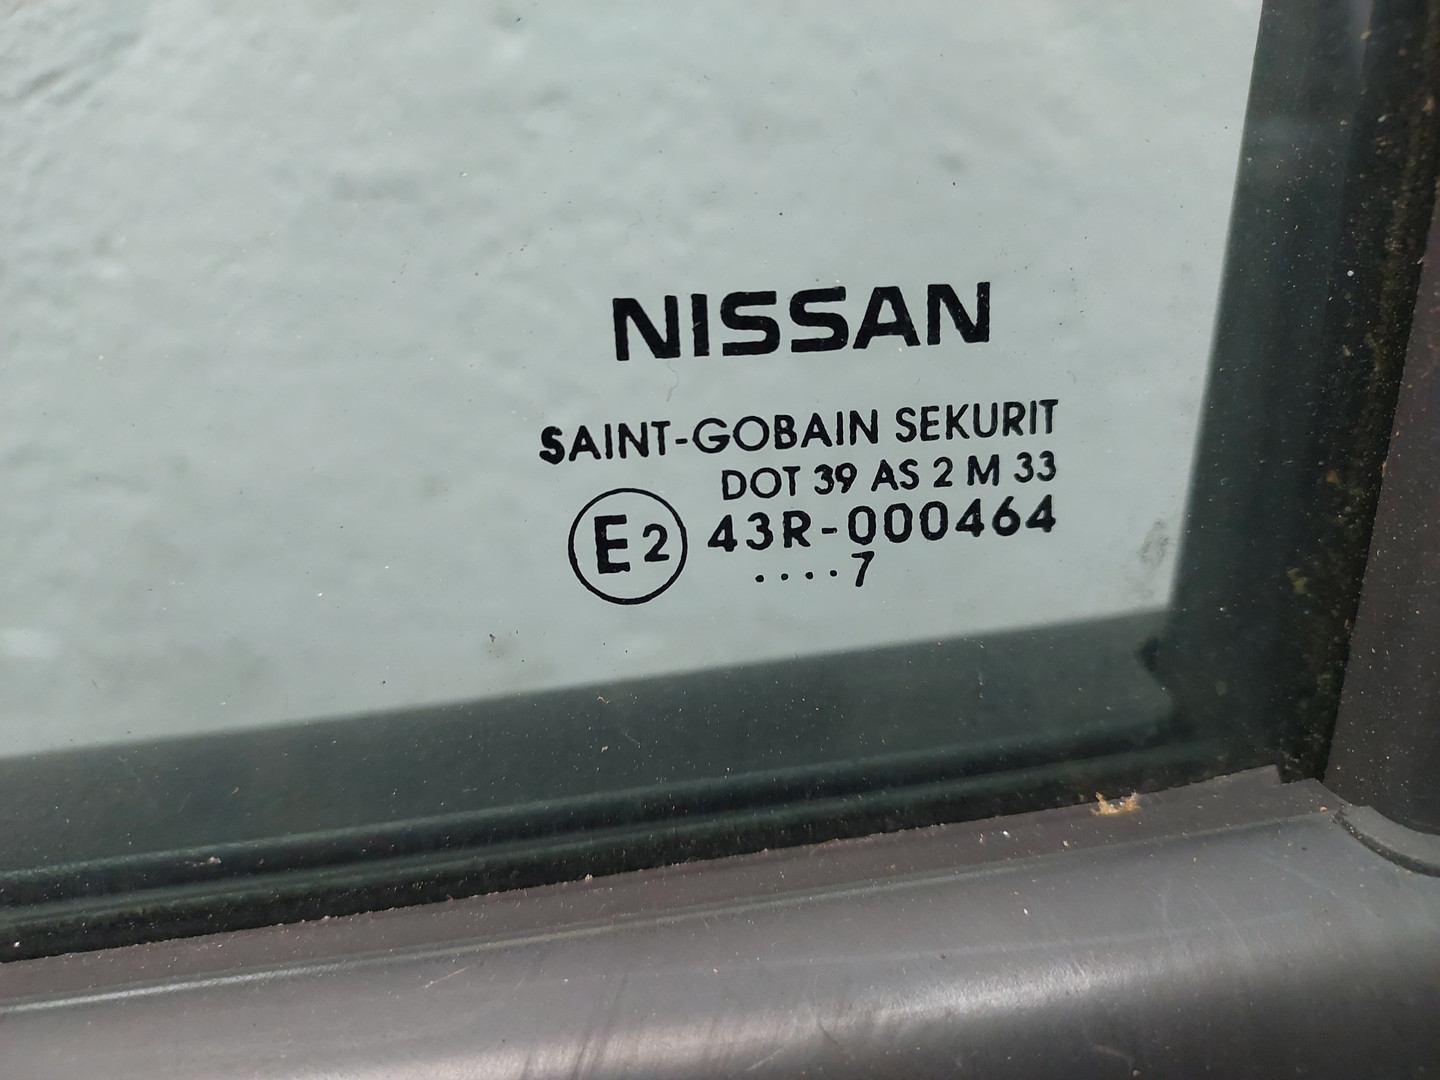 NISSAN
SAINT-GOBAIN SEKURIT
DOT 39 AS 2 M 33
E2 43R-000464
....7